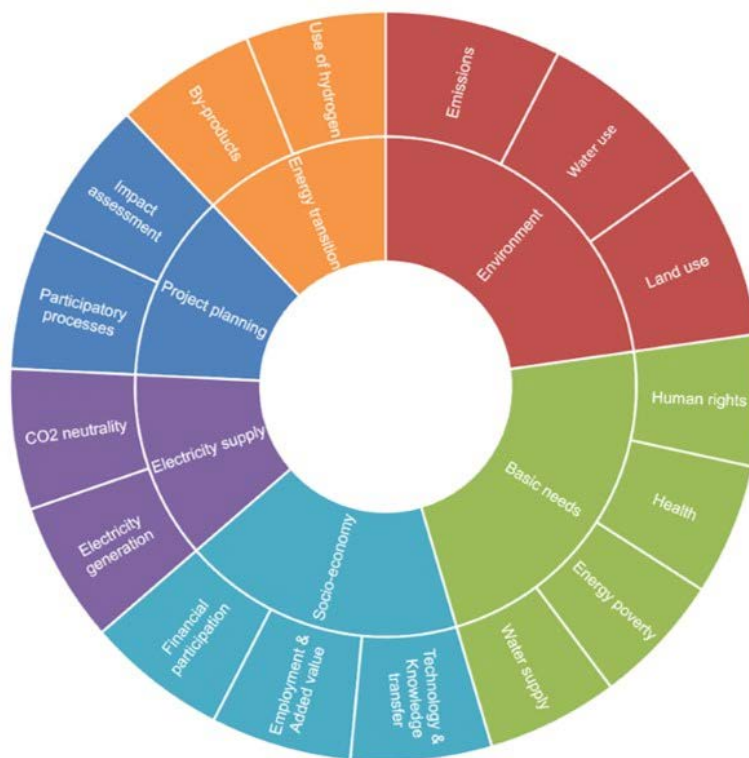 Use of hydrogen
By-products
Energy transition
Emissions
Water use
Land use
Environment
Human rights
Health
Energy poverty
Water supply
Basic needs
Technology &
Knowledge
transfer
Employment &
Added value
Financial
participation
Socio-economy
Electricity
generation
CO2 neutrality
Electricity supply
Participatory
processes
Impact
assessment
Project planning